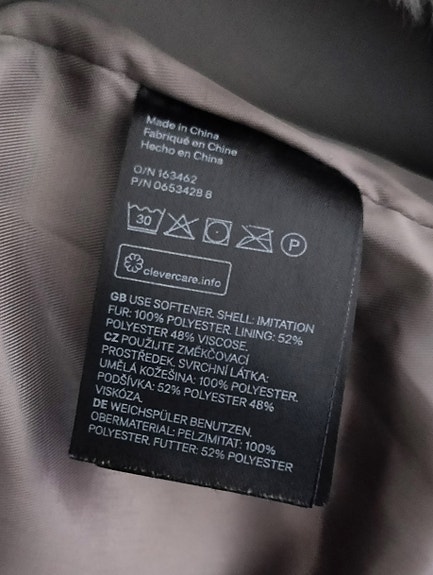 Made in China
Fabriqué en Chine
Hecho en China
O/N 163462
P/N 0653428 8
30
P
clevercare.info
GB USE SOFTENER. SHELL: IMITATION
FUR: 100% POLYESTER. LINING: 52%
POLYESTER 48% VISCOSE.
CZ POUŽIJTE ZMĚKČOVACÍ
PROSTŘEDEK. SVRCHNÍ LÁTKA:
UMĚLÁ KOŽEŠINA: 100% POLYESTER.
PODŠÍVKA: 52% POLYESTER 48%
VISKÓZA.
DE WEICHSPÜLER BENUTZEN.
OBERMATERIAL: PELZIMITAT: 100%
POLYESTER. FUTTER: 52% POLYESTER